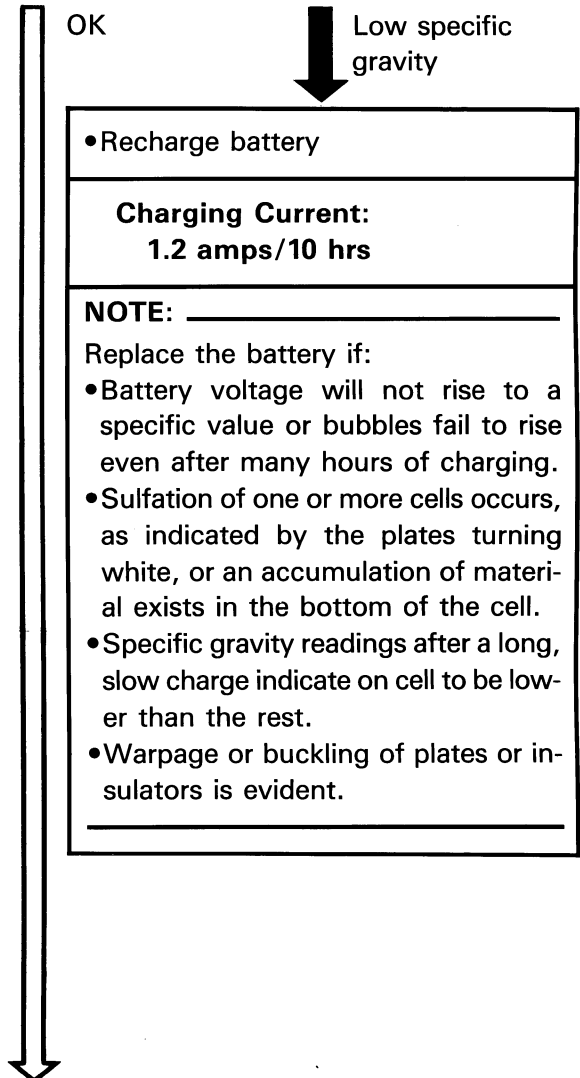 OK
Low specific
gravity
•Recharge battery
Charging Current:
1.2 amps/10 hrs
NOTE:
Replace the battery if:
•Battery voltage will not rise to a
specific value or bubbles fail to rise
even after many hours of charging.
•Sulfation of one or more cells occurs,
as indicated by the plates turning
white, or an accumulation of materi-
al exists in the bottom of the cell.
•Specific gravity readings after a long,
slow charge indicate on cell to be low-
er than the rest.
•Warpage or buckling of plates or in-
sulators is evident.